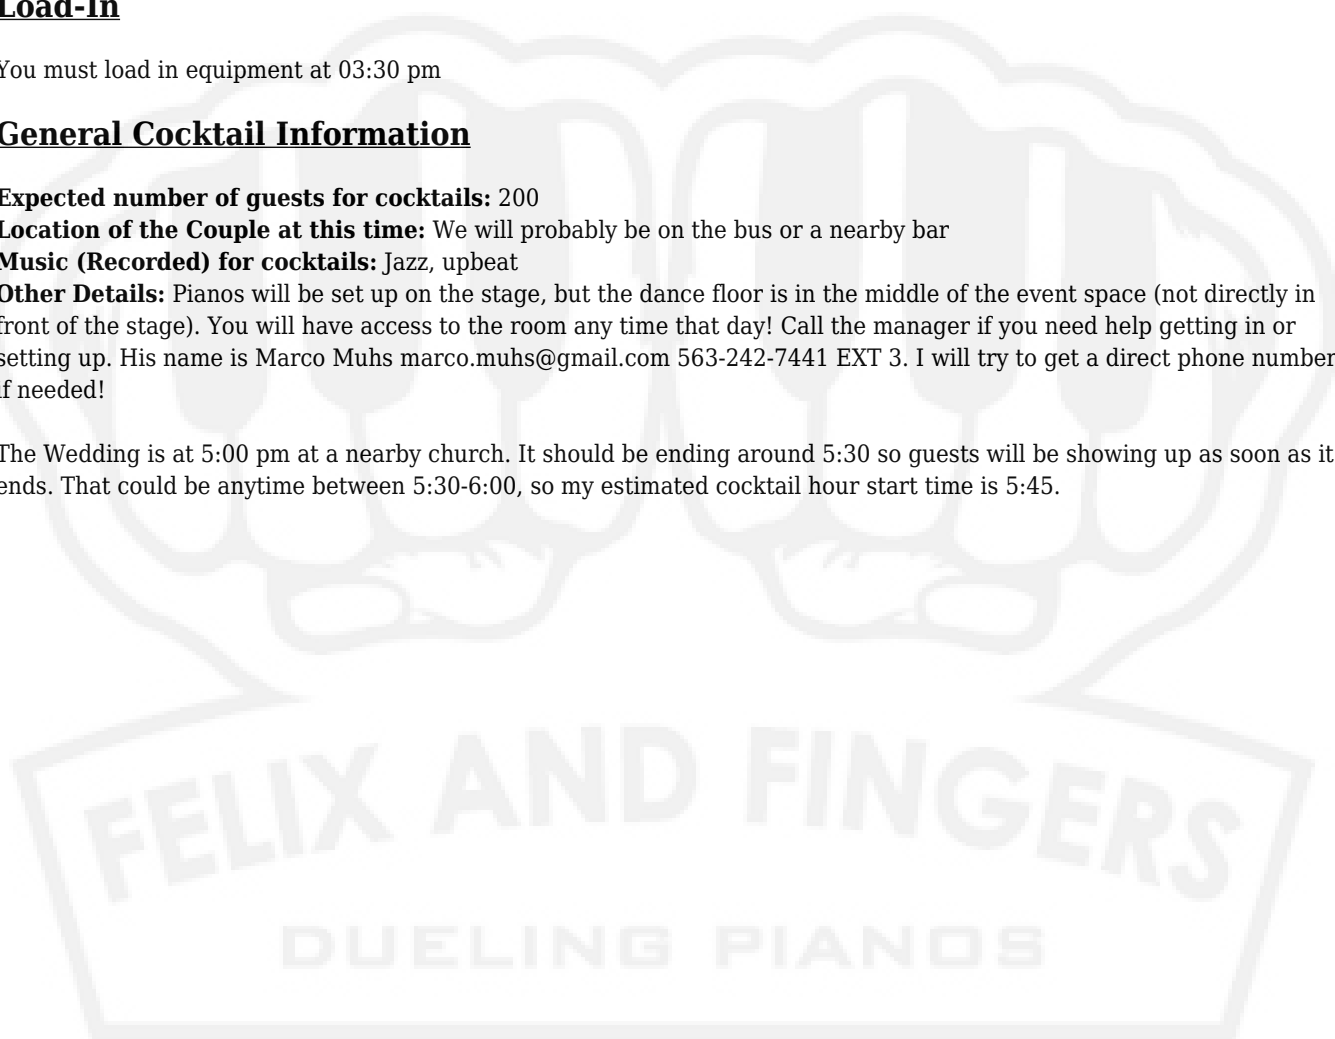 Load-In
You must load in equipment at 03:30 pm
General Cocktail Information
Expected number of guests for cocktails: 200
Location of the Couple at this time: We will probably be on the bus or a nearby bar
Music (Recorded) for cocktails: Jazz, upbeat
Other Details: Pianos will be set up on the stage, but the dance floor is in the middle of the event space (not directly in
front of the stage). You will have access to the room any time that day! Call the manager if you need help getting in or
setting up. His name is Marco Muhs marco.muhs@gmail.com 563-242-7441 EXT 3. I will try to get a direct phone number
if needed!
The Wedding is at 5:00 pm at a nearby church. It should be ending around 5:30 so guests will be showing up as soon as it
ends. That could be anytime between 5:30-6:00, so my estimated cocktail hour start time is 5:45.
FELIX AND FINGERS
DUELING PIANOS